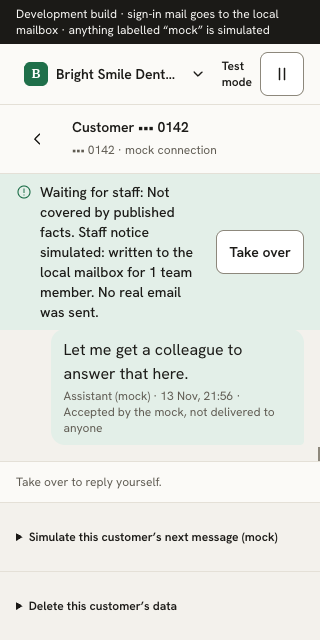 Development build · sign-in mail goes to the local
mailbox · anything labelled “mock” is simulated
B
Bright Smile Dent...
Test
mode
Customer ••• 0142
••• 0142 · mock connection
Waiting for staff: Not
covered by published
facts. Staff notice
simulated: written to the
local mailbox for 1 team
member. No real email
was sent.
Take over
Let me get a colleague to
answer that here.
Assistant (mock) · 13 Nov, 21:56 ·
Accepted by the mock, not delivered to
anyone
Take over to reply yourself.
Simulate this customer’s next message (mock)
Delete this customer’s data